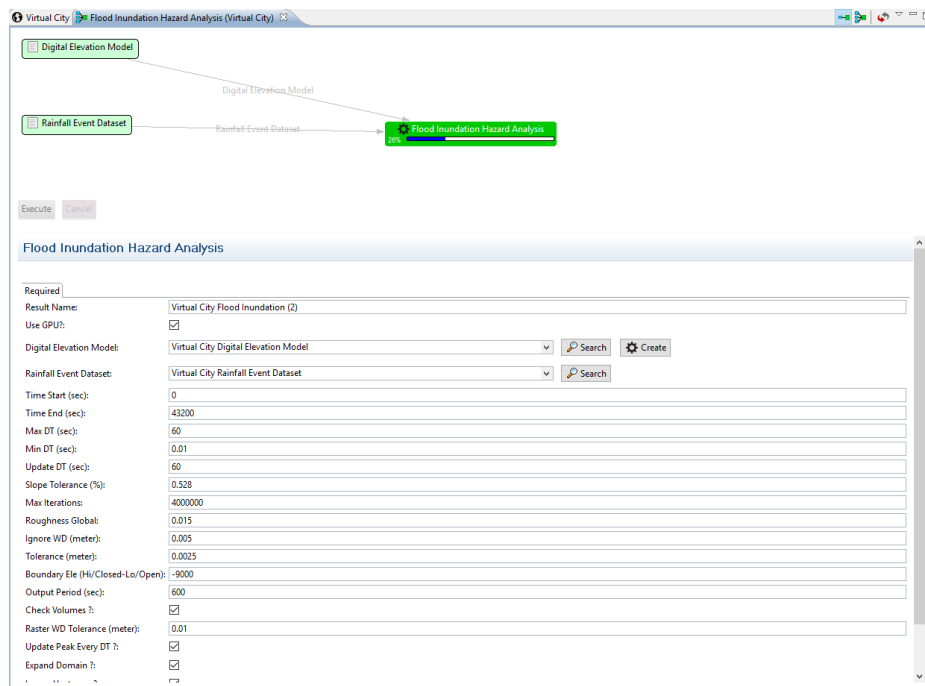 Virtual City Flood Inundation Hazard Analysis (Virtual City)
Digital Elevation Model
Digital Elevation Model
Rainfall Event Dataset
Rainfall Event Dataset
Flood Inundation Hazard Analysis
26%
Execute Cancel
Flood Inundation Hazard Analysis
Required
Result Name: Virtual City Flood Inundation (2)
Use GPU?:
Digital Elevation Model: Virtual City Digital Elevation Model Search Create
Rainfall Event Dataset: Virtual City Rainfall Event Dataset Search
Time Start (sec): 0
Time End (sec): 43200
Max DT (sec): 60
Min DT (sec): 0.01
Update DT (sec): 60
Slope Tolerance (%): 0.528
Max Iterations: 4000000
Roughness Global: 0.015
Ignore WD (meter): 0.005
Tolerance (meter): 0.0025
Boundary Ele (Hi/Closed-Lo/Open): -9000
Output Period (sec): 600
Check Volumes ?:
Raster WD Tolerance (meter): 0.01
Update Peak Every DT ?:
Expand Domain ?: